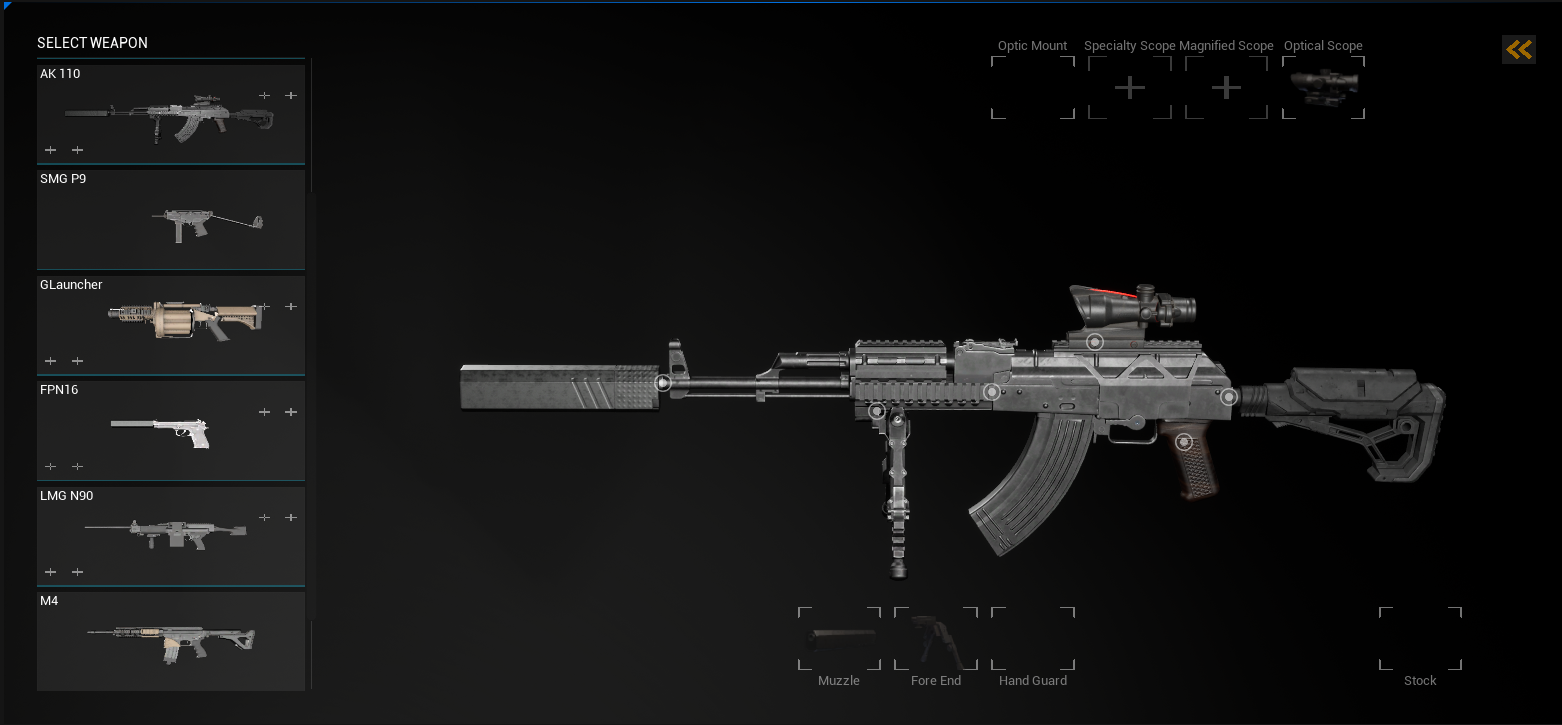 SELECT WEAPON
AK 110
SMG P9
GLauncher
FPN16
LMG N90
M4
Optic Mount
Specialty Scope
Magnified Scope
Optical Scope
Muzzle
Fore End
Hand Guard
Stock